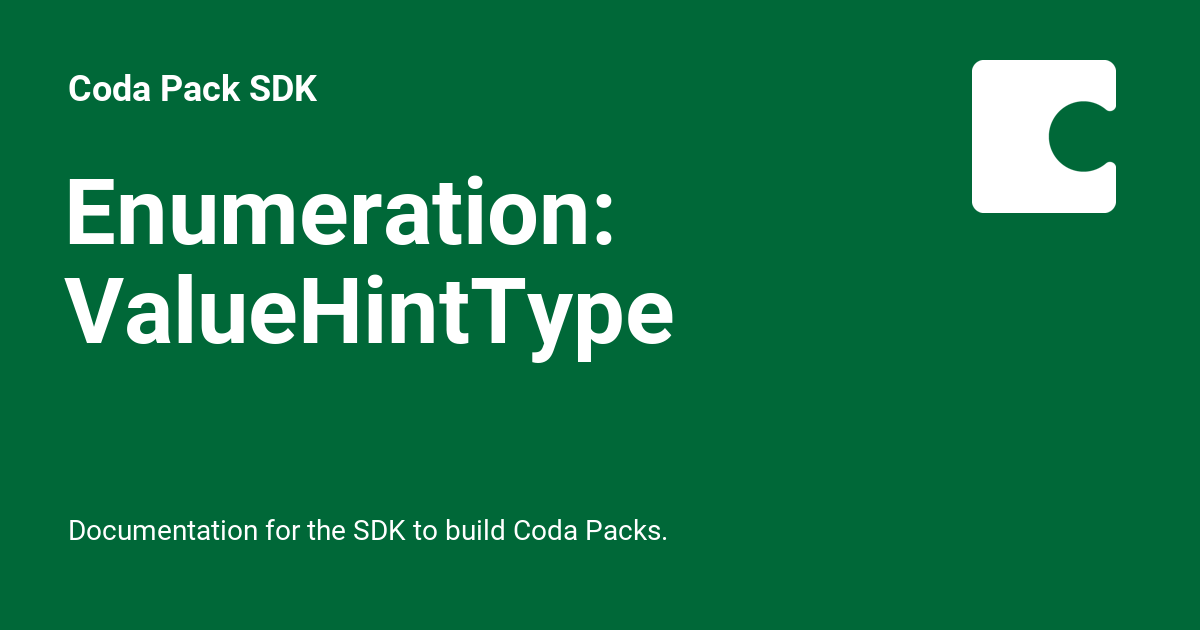 Coda Pack SDK
Enumeration:
ValueHintType
Documentation for the SDK to build Coda Packs.